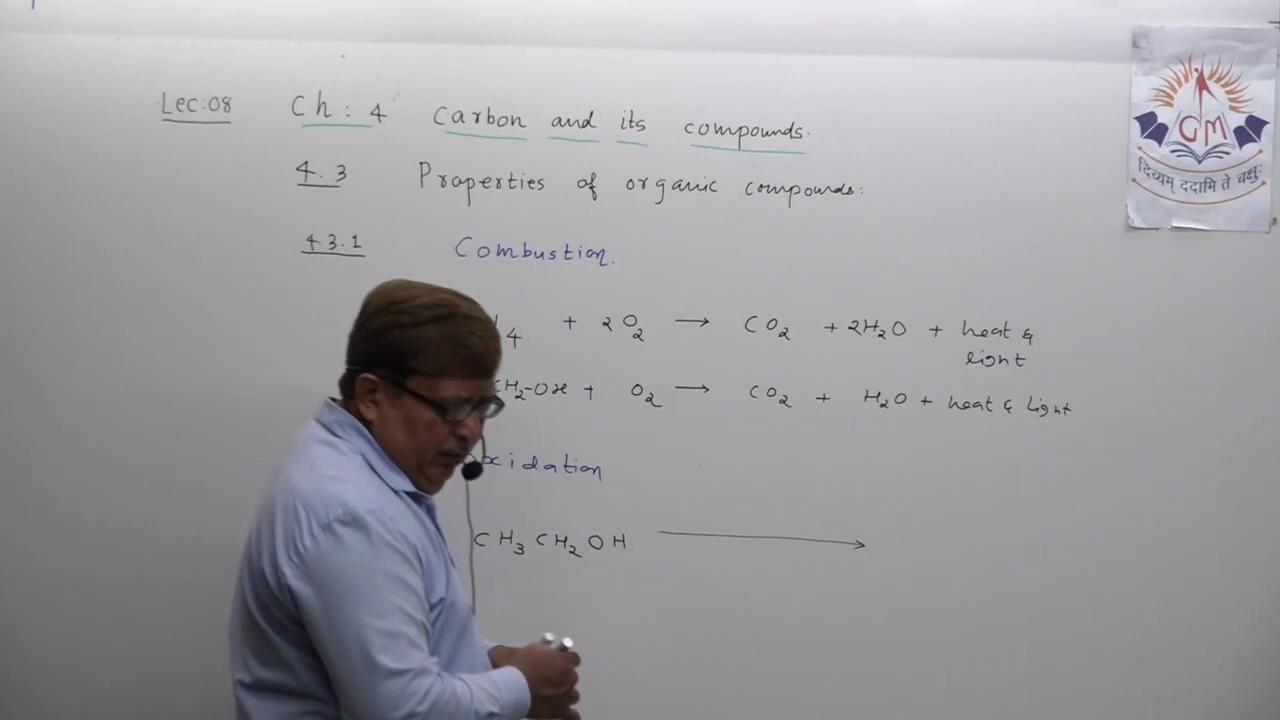 Lec:08 Ch: 4 Carbon and its compounds.
GM
दिव्यम् ददामि ते चक्षुः
4.3 Properties of organic compounds:
4.3.1 Combustion.
4 + 2O₂ → CO₂ + 2H₂O + heat &
light
CH₂-OH + O₂ → CO₂ + H₂O + heat & light
xidation
CH₃CH₂OH →